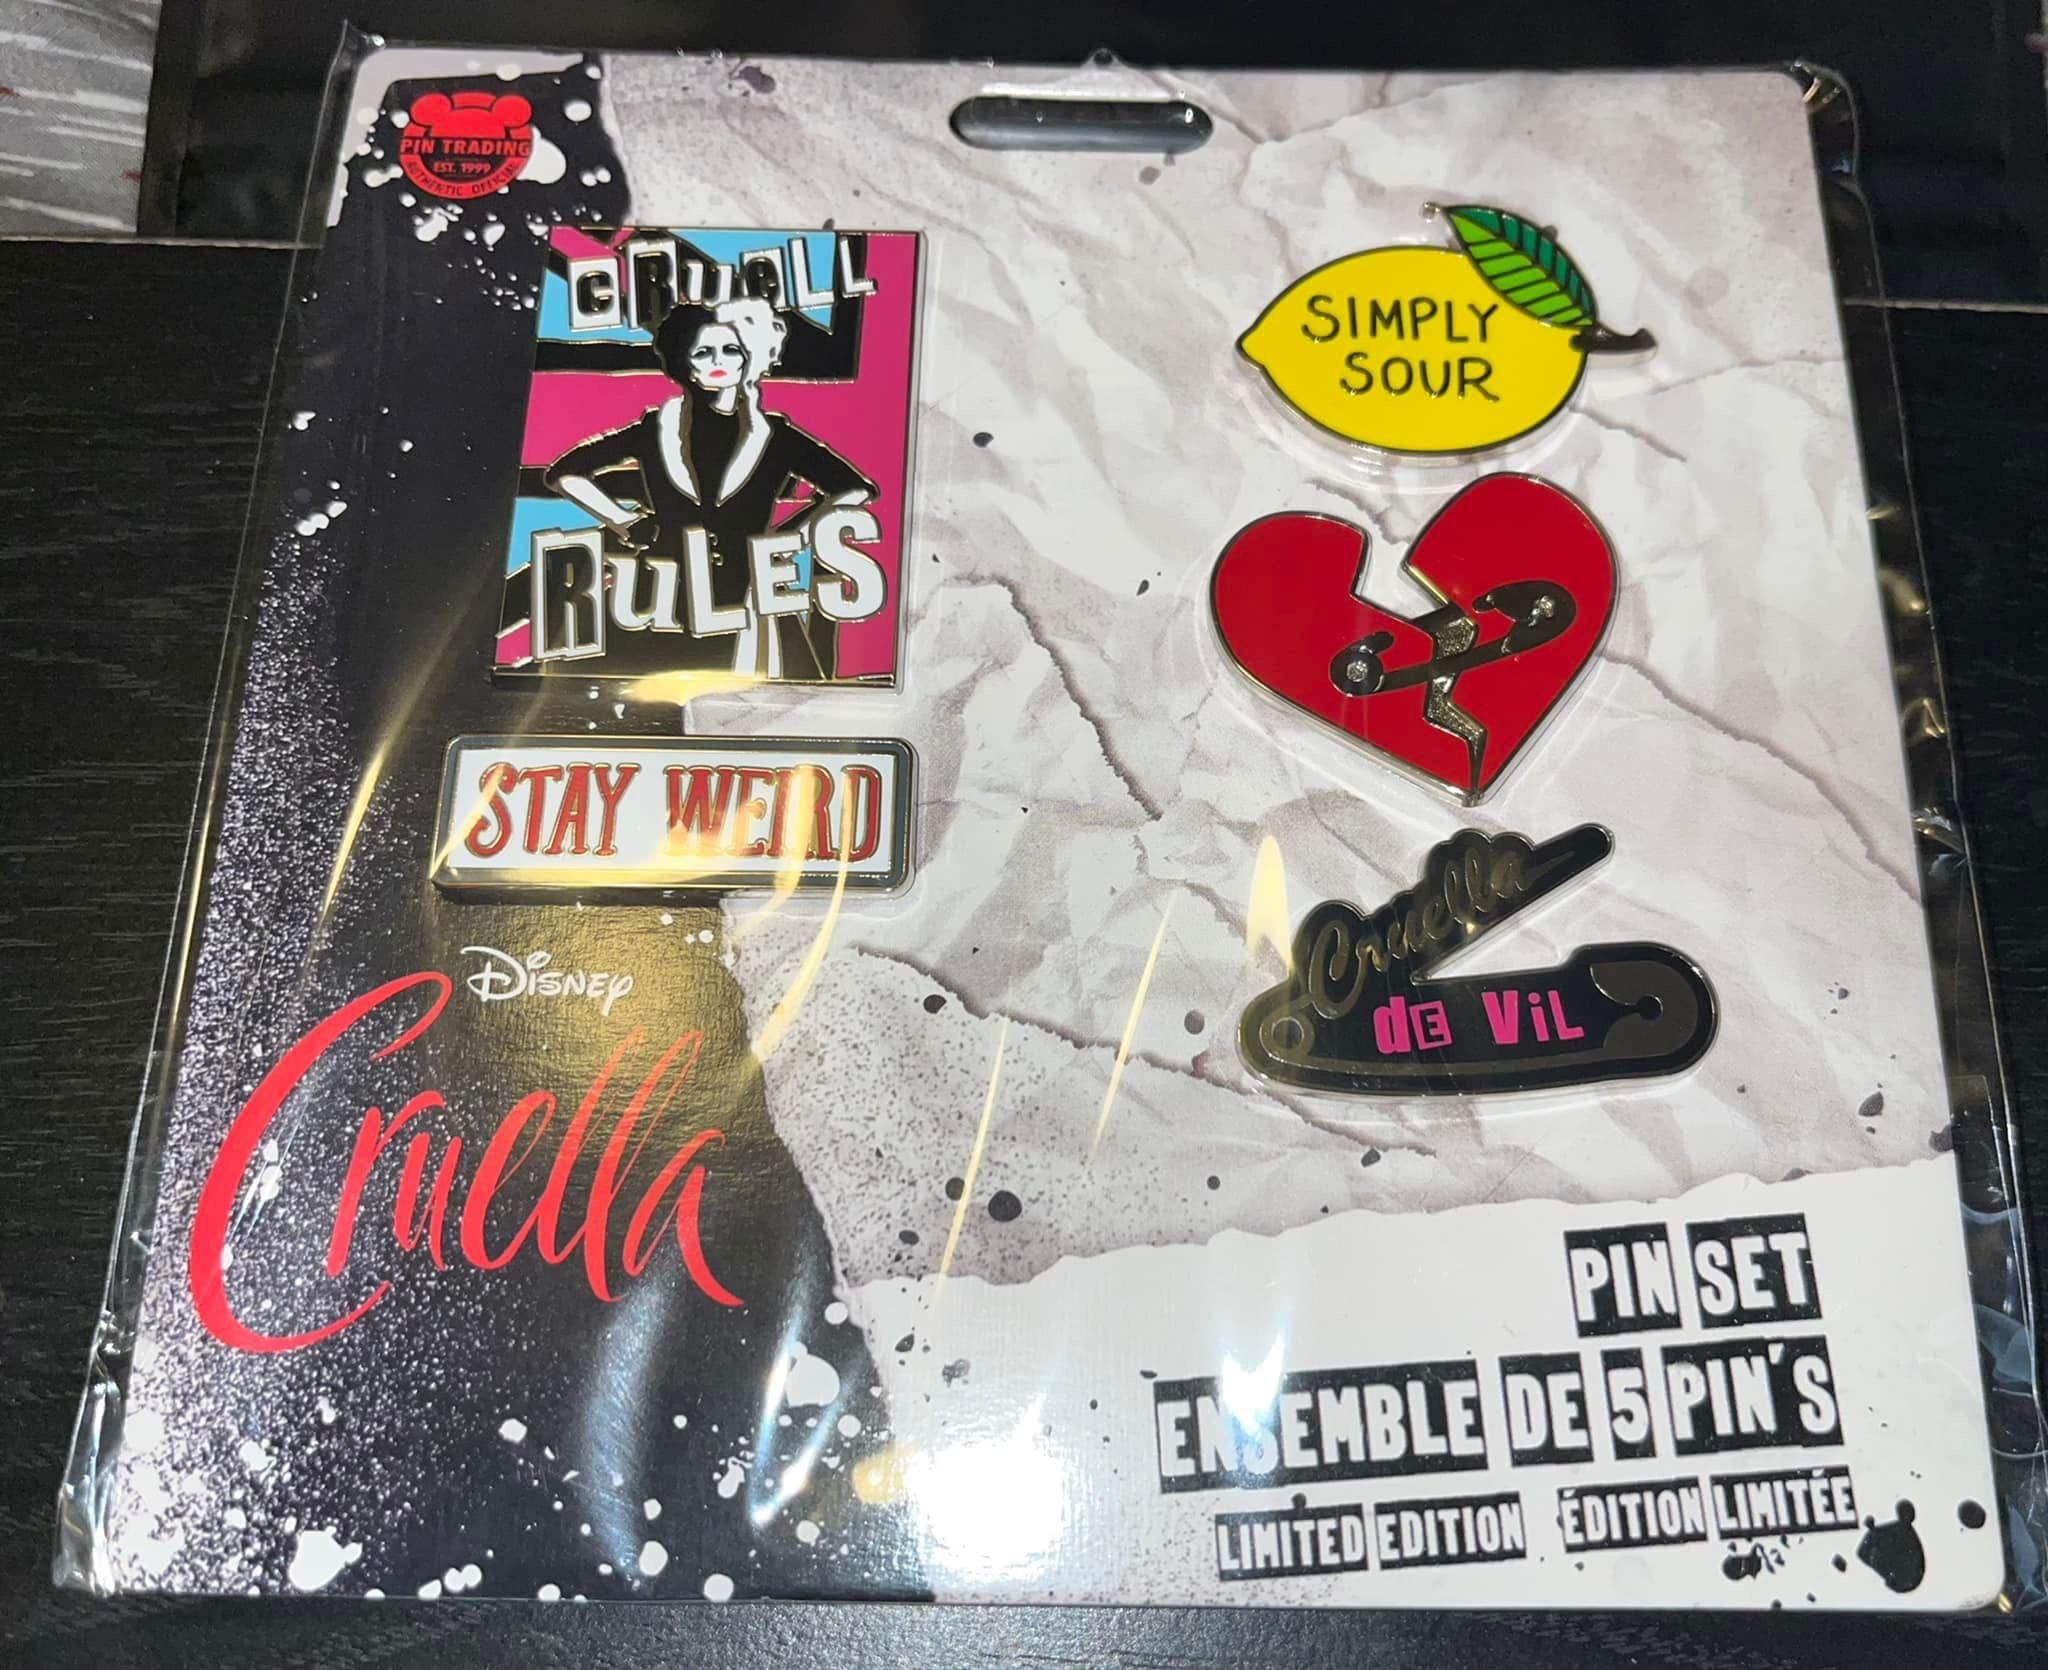 PIN TRADING
EST. 1999
AUTHENTIC OFFICIAL
CRuELL
RuLES
SIMPLY
SOUR
STAY WEIRD
Cruella
dE ViL
Disney
Cruella
PIN SET
ENSEMBLE DE 5 PIN'S
LIMITED EDITION ÉDITION LIMITÉE